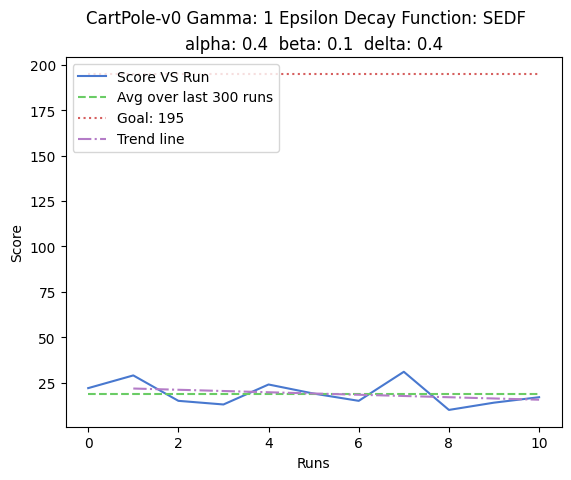 CartPole-v0 Gamma: 1 Epsilon Decay Function: SEDF
alpha: 0.4  beta: 0.1  delta: 0.4
Score VS Run
Avg over last 300 runs
Goal: 195
Trend line
200
175
150
125
100
75
50
25
Score
0 2 4 6 8 10
Runs